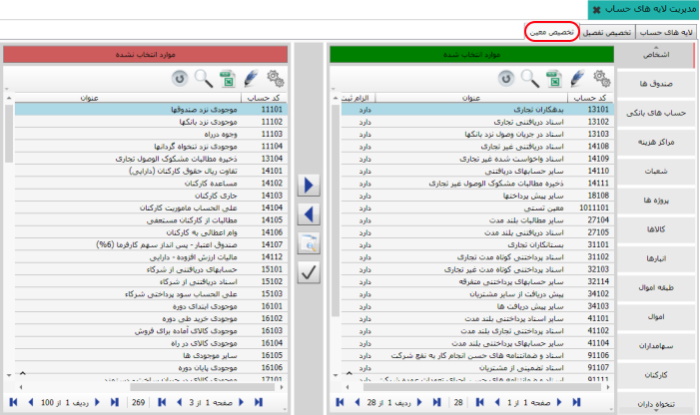 مدیریت لایه های حساب
لایه های حساب
تخصیص تفصیل
تخصیص معین
اشخاص
صندوق ها
حساب های بانکی
مراکز هزینه
شعبات
پروژه ها
کالاها
انبارها
طبقه اموال
اموال
سهامداران
کارکنان
تنخواه داران
موارد انتخاب شده
کد حساب عنوان الزام ثبت
13101 بدهکاران تجاری دارد
13102 اسناد دریافتنی تجاری دارد
13103 اسناد در جریان وصول نزد بانکها دارد
14108 اسناد دریافتنی غیر تجاری دارد
14109 اسناد واخواست شده غیر تجاری دارد
14110 سایر حسابهای دریافتنی دارد
14111 ذخیره مطالبات مشکوک الوصول غیر تجاری دارد
18108 سایر پیش پرداختها دارد
1011101 معین تستی دارد
27104 سایر مطالبات بلند مدت دارد
27105 اسناد دریافتنی بلند مدت دارد
31101 بستانکاران تجاری دارد
31102 اسناد پرداختنی کوتاه مدت تجاری دارد
32103 اسناد پرداختنی کوتاه مدت غیر تجاری دارد
32114 سایر حسابهای پرداختنی متفرقه دارد
34102 پیش دریافت از سایر مشتریان دارد
34103 سایر پیش دریافت ها دارد
41101 سایر اسناد پرداختنی بلند مدت دارد
41102 اسناد پرداختنی تجاری بلند مدت دارد
41104 سایر حسابهای پرداختنی بلند مدت دارد
91106 اسناد و ضمانتنامه های حسن انجام کار به نفع شرکت دارد
91107 اسناد تضمینی از مشتریان دارد
91111 دارد
صفحه 1 از 1
28
ردیف 1 از 28
موارد انتخاب نشده
کد حساب عنوان
11101 موجودی نزد صندوقها
11102 موجودی نزد بانکها
11103 وجوه درراه
11104 موجودی نزد تنخواه گردانها
13104 ذخیره مطالبات مشکوک الوصول تجاری
14101 تفاوت ریال حقوق کارکنان (دارایی)
14102 مساعده کارکنان
14103 جاری کارکنان
14104 علی الحساب ماموریت کارکنان
14105 مطالبات از کارکنان مستعفی
14106 وام اعطائی به کارکنان
14107 صندوق اعتبار - پس انداز سهم کارفرما (6%)
14112 مالیات ارزش افزوده - دارایی
15101 حسابهای دریافتنی از شرکاء
15102 اسناد دریافتنی از شرکاء
15103 علی الحساب سود پرداختنی شرکاء
16101 موجودی ابتدای دوره
16102 موجودی خرید طی دوره
16103 موجودی کالای آماده برای فروش
16104 موجودی کالای در راه
16105 سایر موجودی ها
16106 موجودی پایان دوره
17101
صفحه 1 از 3
269
ردیف 1 از 100